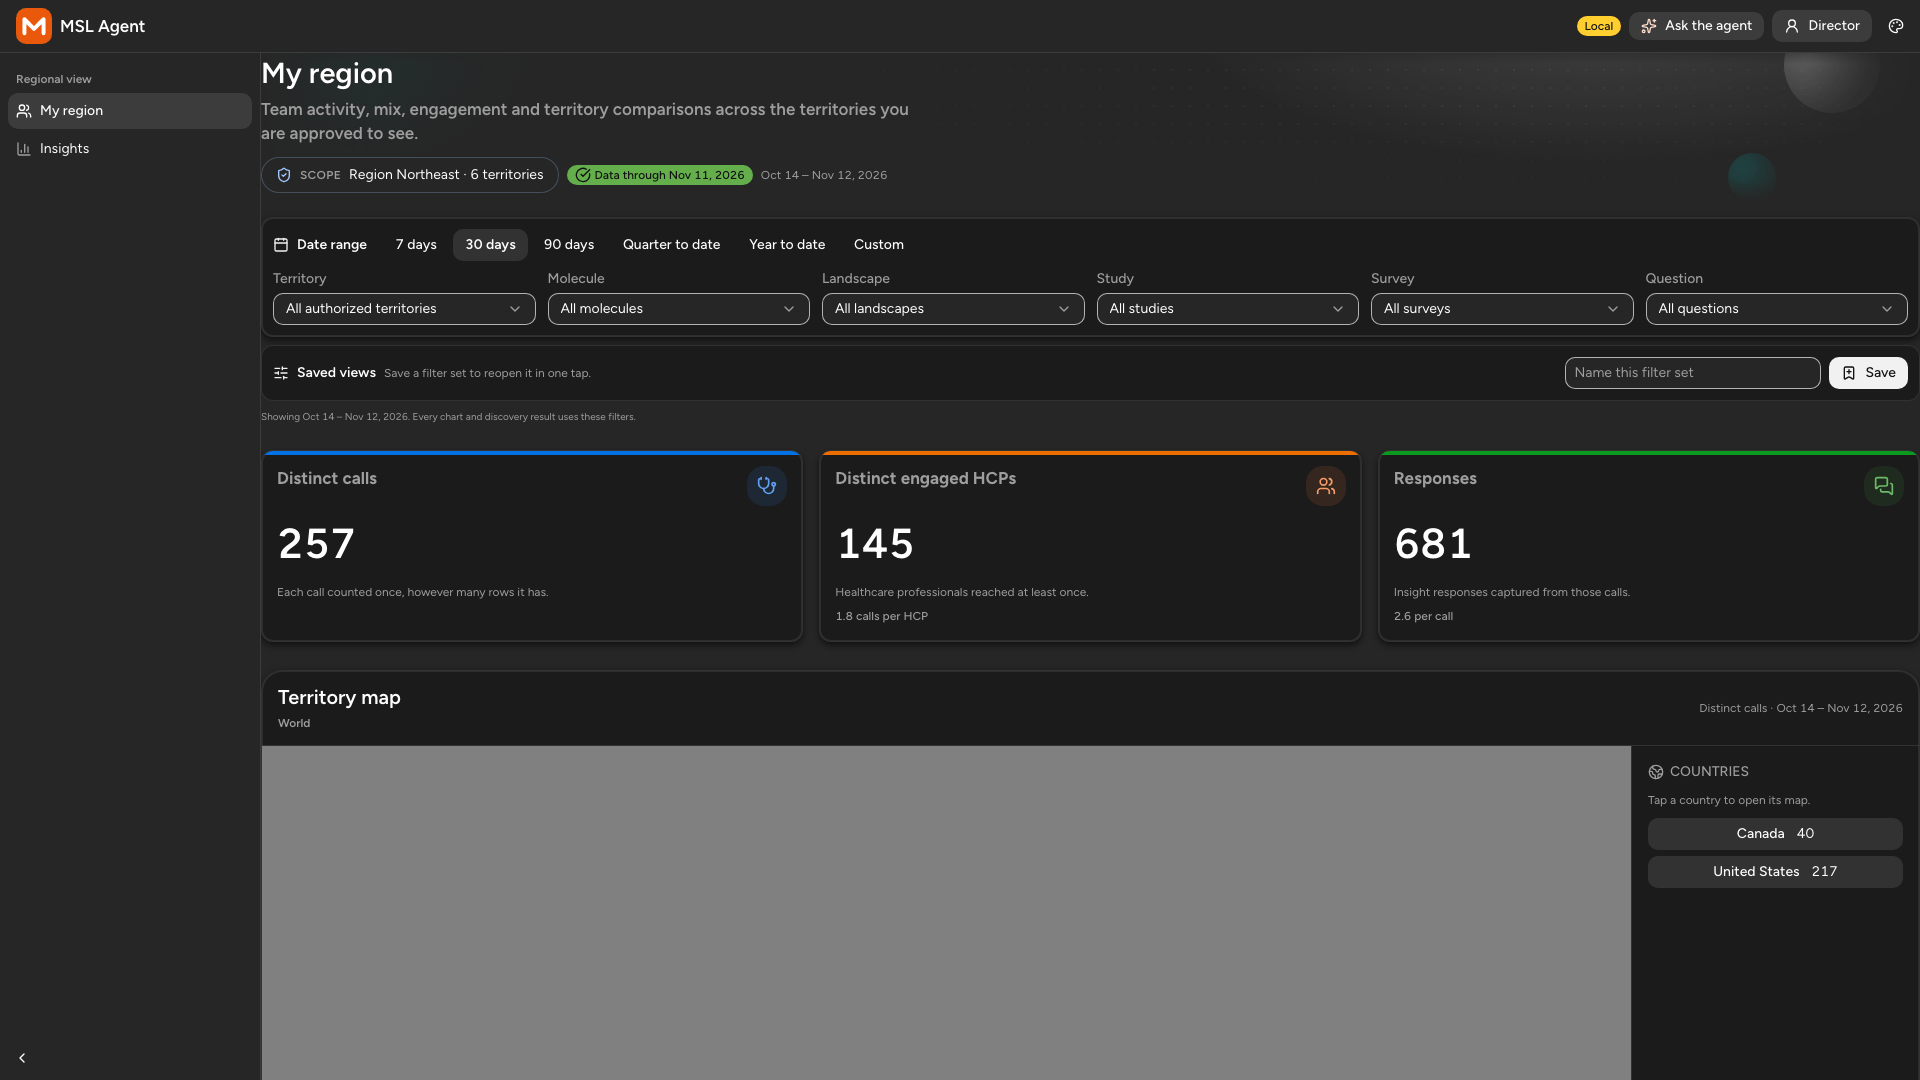 MSL Agent
Local
Ask the agent
Director
Regional view
My region
Insights
My region
Team activity, mix, engagement and territory comparisons across the territories you
are approved to see.
SCOPE Region Northeast · 6 territories
Data through Nov 11, 2026
Oct 14 – Nov 12, 2026
Date range
7 days
30 days
90 days
Quarter to date
Year to date
Custom
Territory
Molecule
Landscape
Study
Survey
Question
All authorized territories
All molecules
All landscapes
All studies
All surveys
All questions
Saved views
Save a filter set to reopen it in one tap.
Name this filter set
Save
Showing Oct 14 – Nov 12, 2026. Every chart and discovery result uses these filters.
Distinct calls
257
Each call counted once, however many rows it has.
Distinct engaged HCPs
145
Healthcare professionals reached at least once.
1.8 calls per HCP
Responses
681
Insight responses captured from those calls.
2.6 per call
Territory map
World
Distinct calls · Oct 14 – Nov 12, 2026
COUNTRIES
Tap a country to open its map.
Canada 40
United States 217